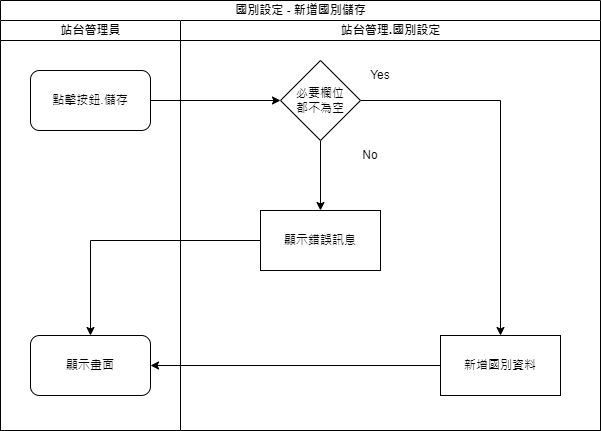 國別設定 - 新增國別儲存
站台管理員
站台管理.國別設定
點擊按鈕.儲存
必要欄位
都不為空
Yes
No
顯示錯誤訊息
顯示畫面
新增國別資料